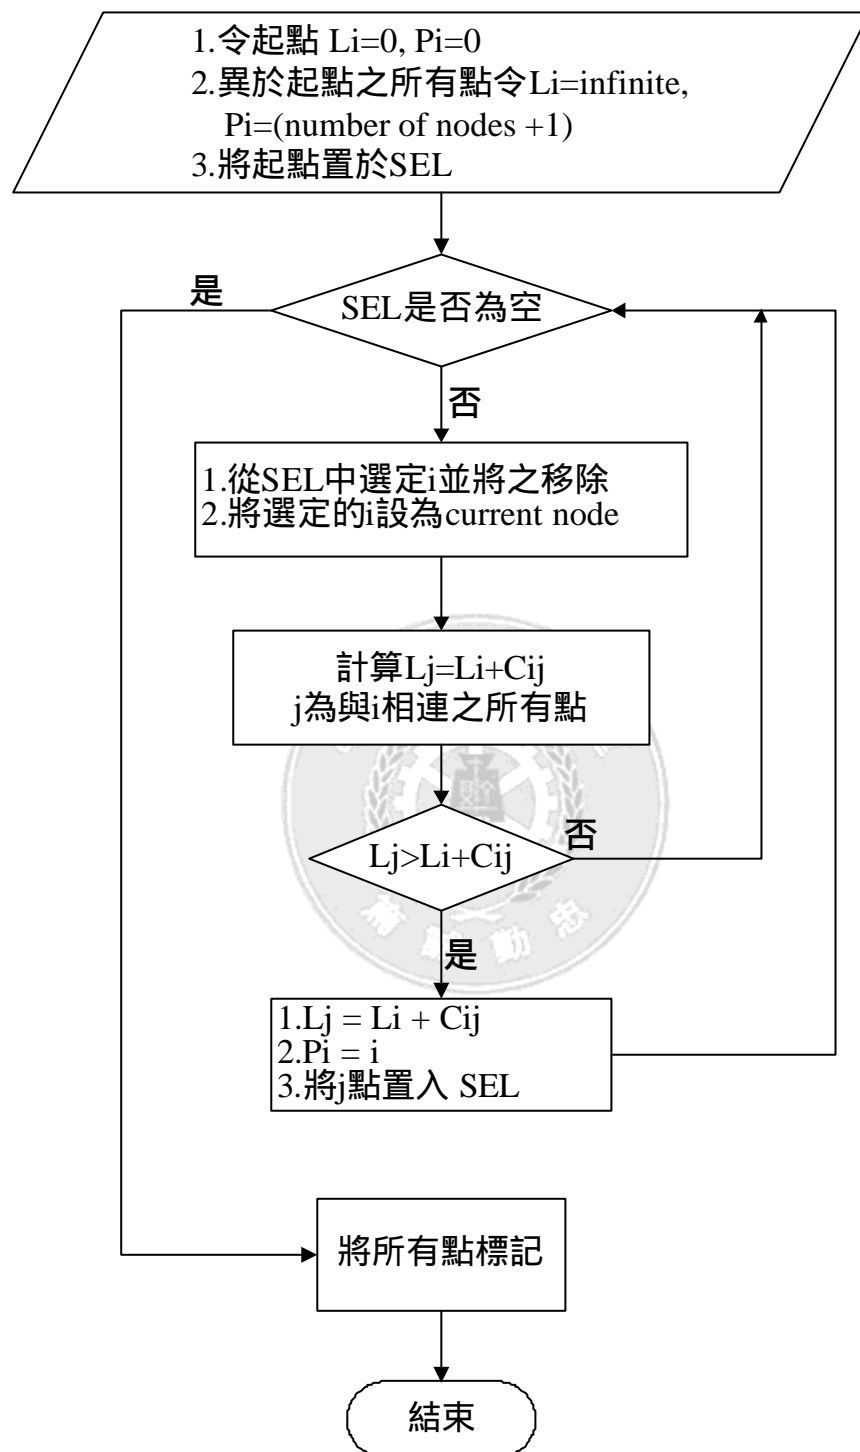 1.令起點 Li=0, Pi=0
2.異於起點之所有點令Li=infinite,
Pi=(number of nodes +1)
3.將起點置於SEL
是
SEL是否為空
否
1.從SEL中選定i並將之移除
2.將選定的i設為current node
計算Lj=Li+Cij
j為與i相連之所有點
Lj>Li+Cij
否
是
1.Lj = Li + Cij
2.Pi = i
3.將j點置入 SEL
將所有點標記
結束